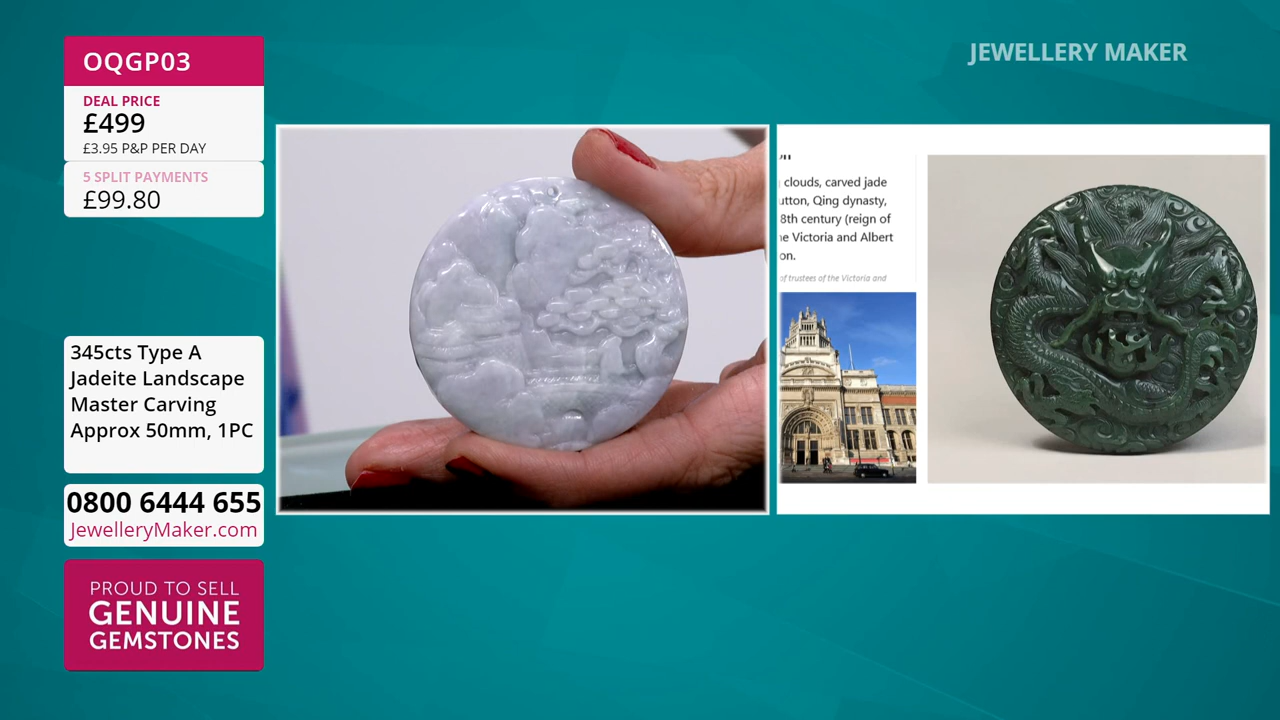 OQGP03
DEAL PRICE
£499
£3.95 P&P PER DAY
5 SPLIT PAYMENTS
£99.80
345cts Type A
Jadeite Landscape
Master Carving
Approx 50mm, 1PC
0800 6444 655
JewelleryMaker.com
PROUD TO SELL
GENUINE
GEMSTONES
JEWELLERY MAKER
clouds, carved jade
utton, Qing dynasty,
8th century (reign of
e Victoria and Albert
on.
of trustees of the Victoria and